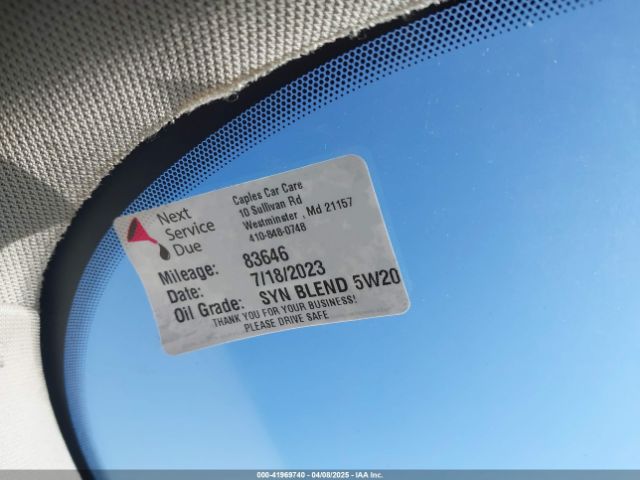 Next
Service
Due
Caples Car Care
10 Sullivan Rd
Westminster , Md 21157
410-848-0748
Mileage: 83646
Date: 7/18/2023
Oil Grade: SYN BLEND 5W20
THANK YOU FOR YOUR BUSINESS!
PLEASE DRIVE SAFE
000-41969740 - 04/08/2025 - IAA Inc.